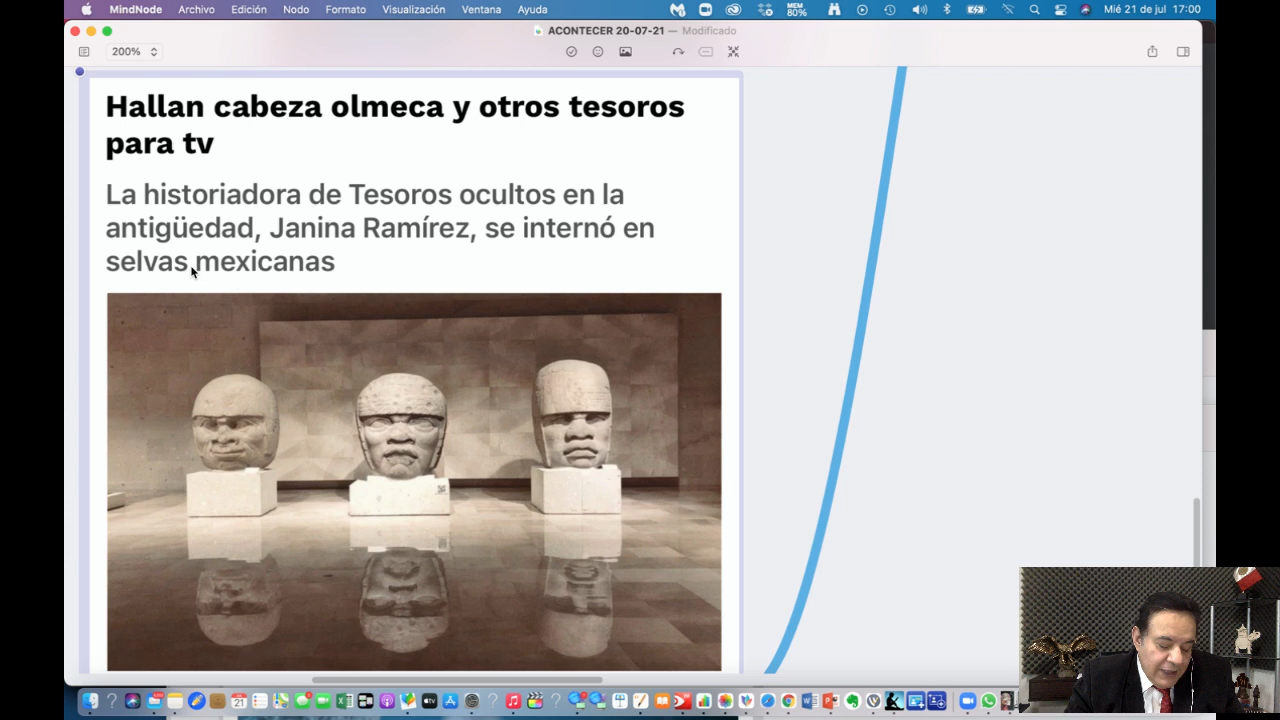 MindNode Archivo Edición Nodo Formato Visualización Ventana Ayuda MEM 80% Mié 21 de jul 17:00
ACONTECER 20-07-21 — Modificado
200%
Hallan cabeza olmeca y otros tesoros
para tv
La historiadora de Tesoros ocultos en la
antigüedad, Janina Ramírez, se internó en
selvas mexicanas